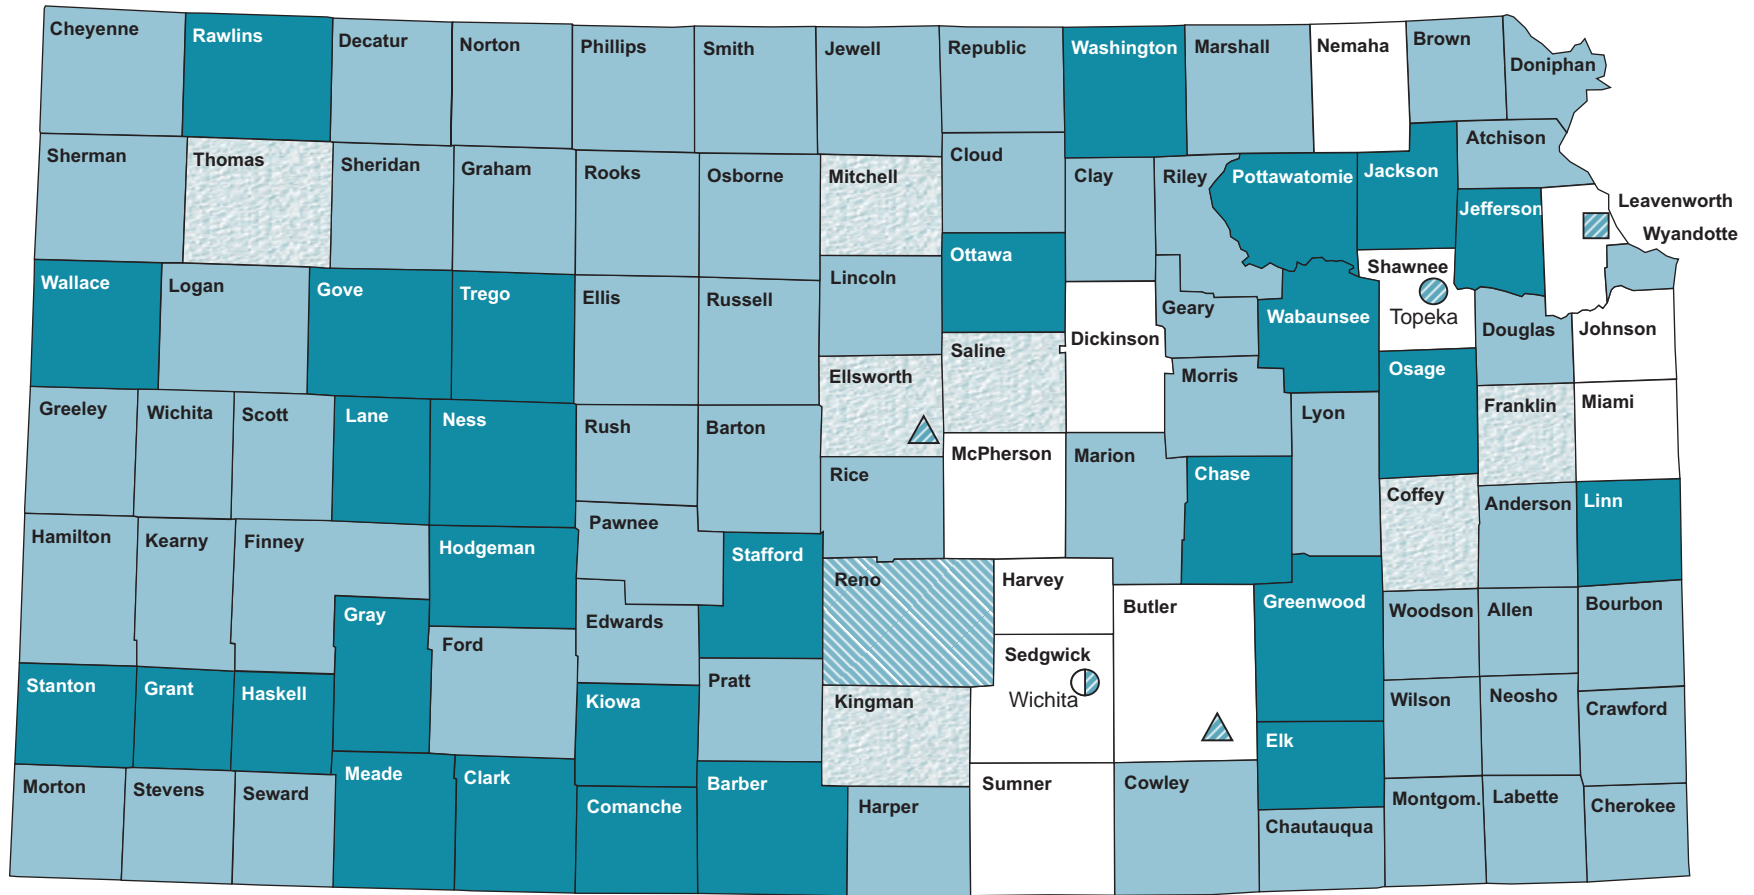 Cheyenne
Rawlins
Decatur
Norton
Phillips
Smith
Jewell
Republic
Washington
Marshall
Nemaha
Brown
Doniphan
Sherman
Thomas
Sheridan
Graham
Rooks
Osborne
Mitchell
Cloud
Clay
Riley
Pottawatomie
Jackson
Atchison
Jefferson
Leavenworth
Wyandotte
Wallace
Logan
Gove
Trego
Ellis
Russell
Lincoln
Ottawa
Dickinson
Geary
Wabaunsee
Shawnee
Topeka
Douglas
Johnson
Greeley
Wichita
Scott
Lane
Ness
Rush
Barton
Ellsworth
Saline
Morris
Lyon
Osage
Franklin
Miami
Rice
McPherson
Marion
Chase
Coffey
Anderson
Linn
Hamilton
Kearny
Finney
Hodgeman
Pawnee
Stafford
Reno
Harvey
Butler
Greenwood
Woodson
Allen
Bourbon
Gray
Ford
Edwards
Sedgwick
Wichita
Stanton
Grant
Haskell
Kiowa
Pratt
Kingman
Elk
Wilson
Neosho
Crawford
Morton
Stevens
Seward
Meade
Clark
Comanche
Barber
Harper
Sumner
Cowley
Chautauqua
Montgom.
Labette
Cherokee